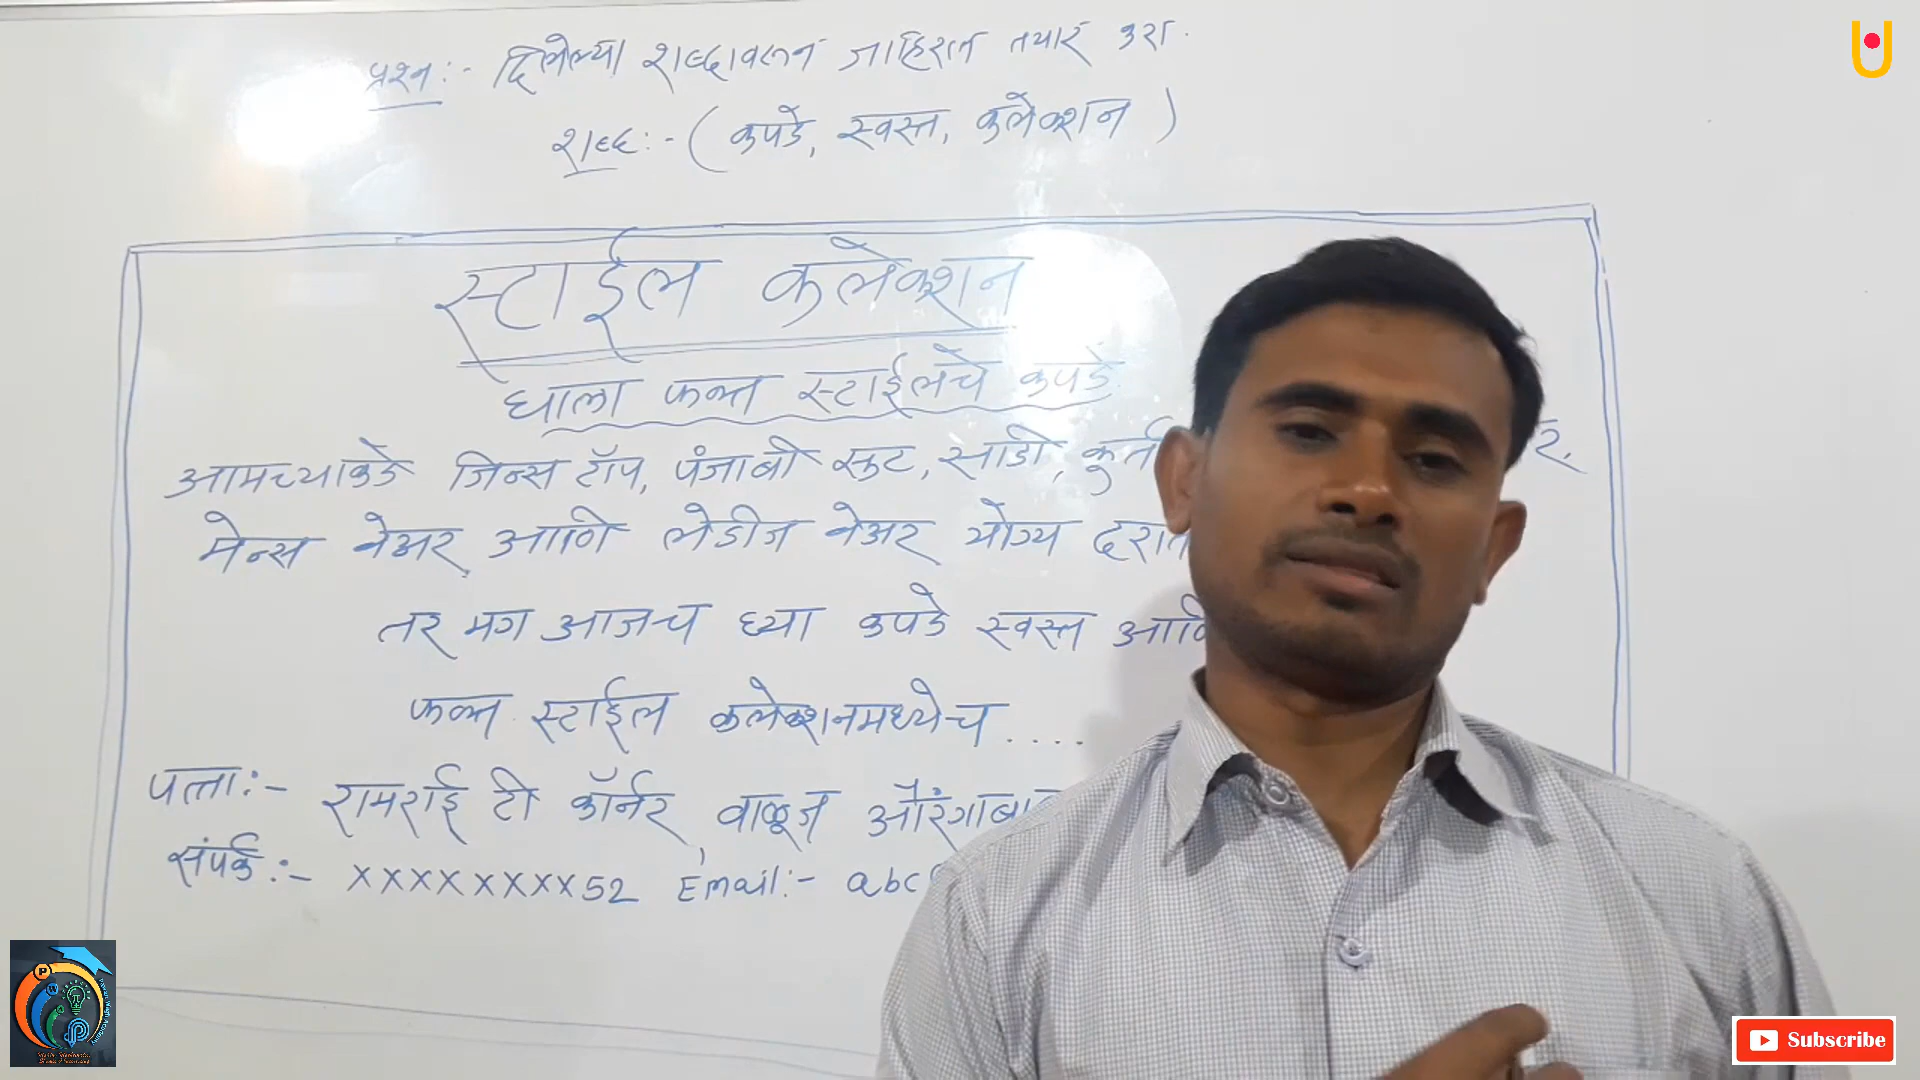 प्रश्न:- दिलेल्या शब्दावरून जाहिरात तयार करा.
शब्द:- (कपडे, स्वस्त, कलेक्शन)
स्टाईल कलेक्शन
घाला फक्त स्टाईलचे कपडे.
आमच्याकडे जिन्स टॉप, पंजाबी सुट, साडी, कुर्त
मेन्स वेअर, आणि लेडीज वेअर योग्य दरात
तर मग आजच घ्या कपडे स्वस्त आणि
फक्त स्टाईल कलेक्शनमध्येच ....
पत्ता:- रामराई टी कॉर्नर, वाळूज औरंगाबा
संपर्क:- xxxxxxxx52 Email:- abc
Subscribe